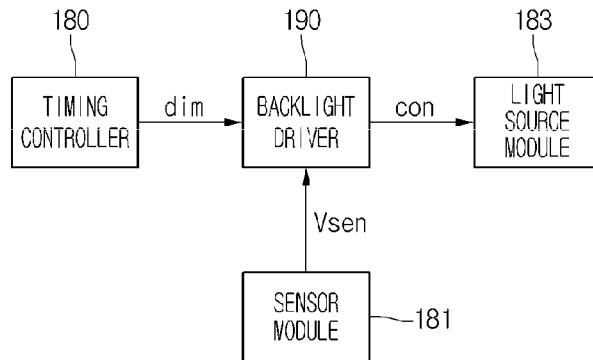 180
190
183
TIMING
CONTROLLER
dim
BACKLIGHT
DRIVER
con
LIGHT
SOURCE
MODULE
Vsen
SENSOR
MODULE
181